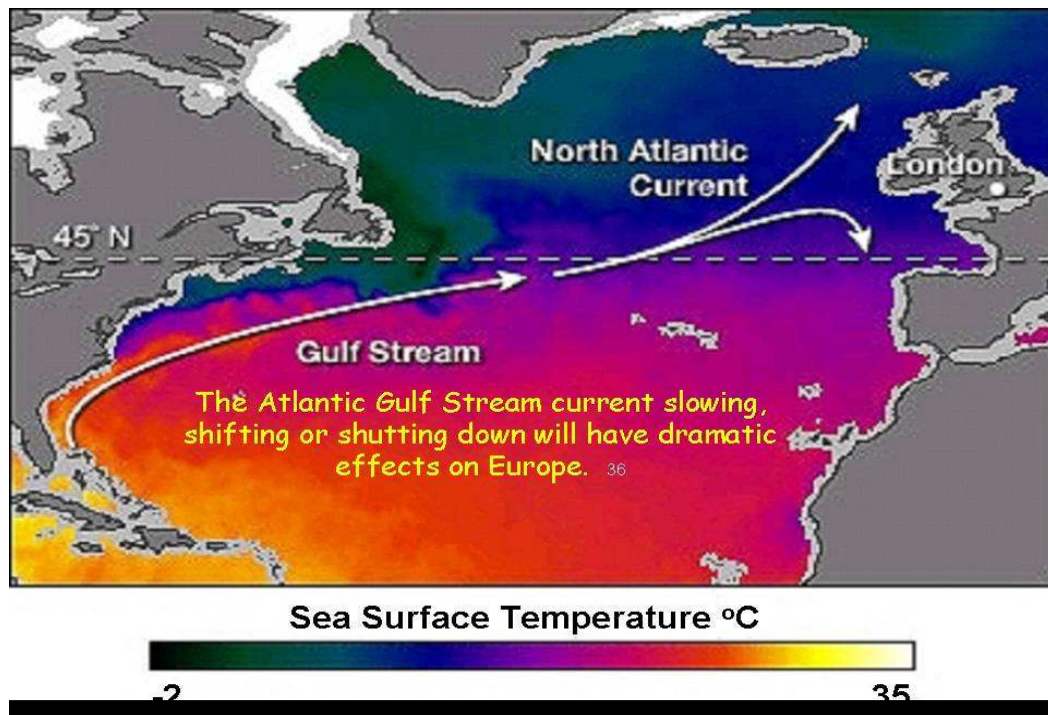 North Atlantic
Current
London
45° N
Gulf Stream
The Atlantic Gulf Stream current slowing,
shifting or shutting down will have dramatic
effects on Europe. 36
Sea Surface Temperature °C
-2 35